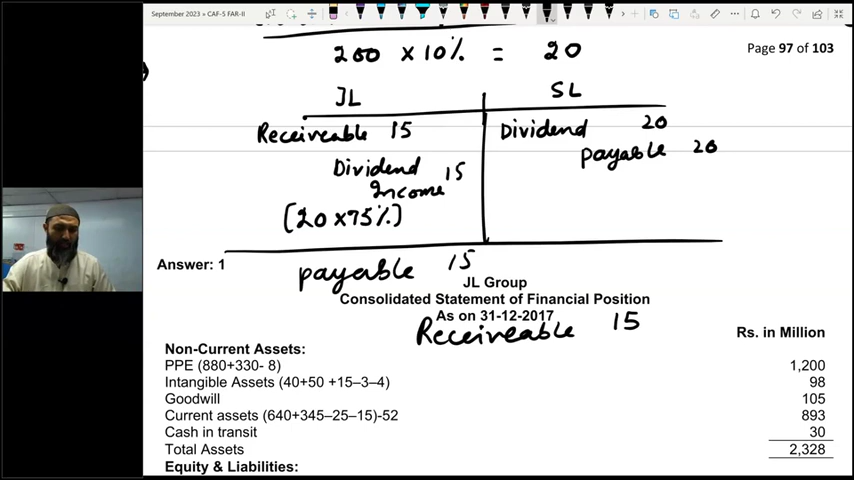 September 2023 » CAF-5 FAR-II
200 × 10% = 20
Page 97 of 103
JL SL
Receiveable 15 Dividend 20
payable 20
Dividend Income 15
[20 × 75%]
Answer: 1
payable 15
JL Group
Consolidated Statement of Financial Position
As on 31-12-2017
Receiveable 15
Rs. in Million
Non-Current Assets:
PPE (880+330- 8) 1,200
Intangible Assets (40+50 +15–3–4) 98
Goodwill 105
Current assets (640+345–25–15)-52 893
Cash in transit 30
Total Assets 2,328
Equity & Liabilities: